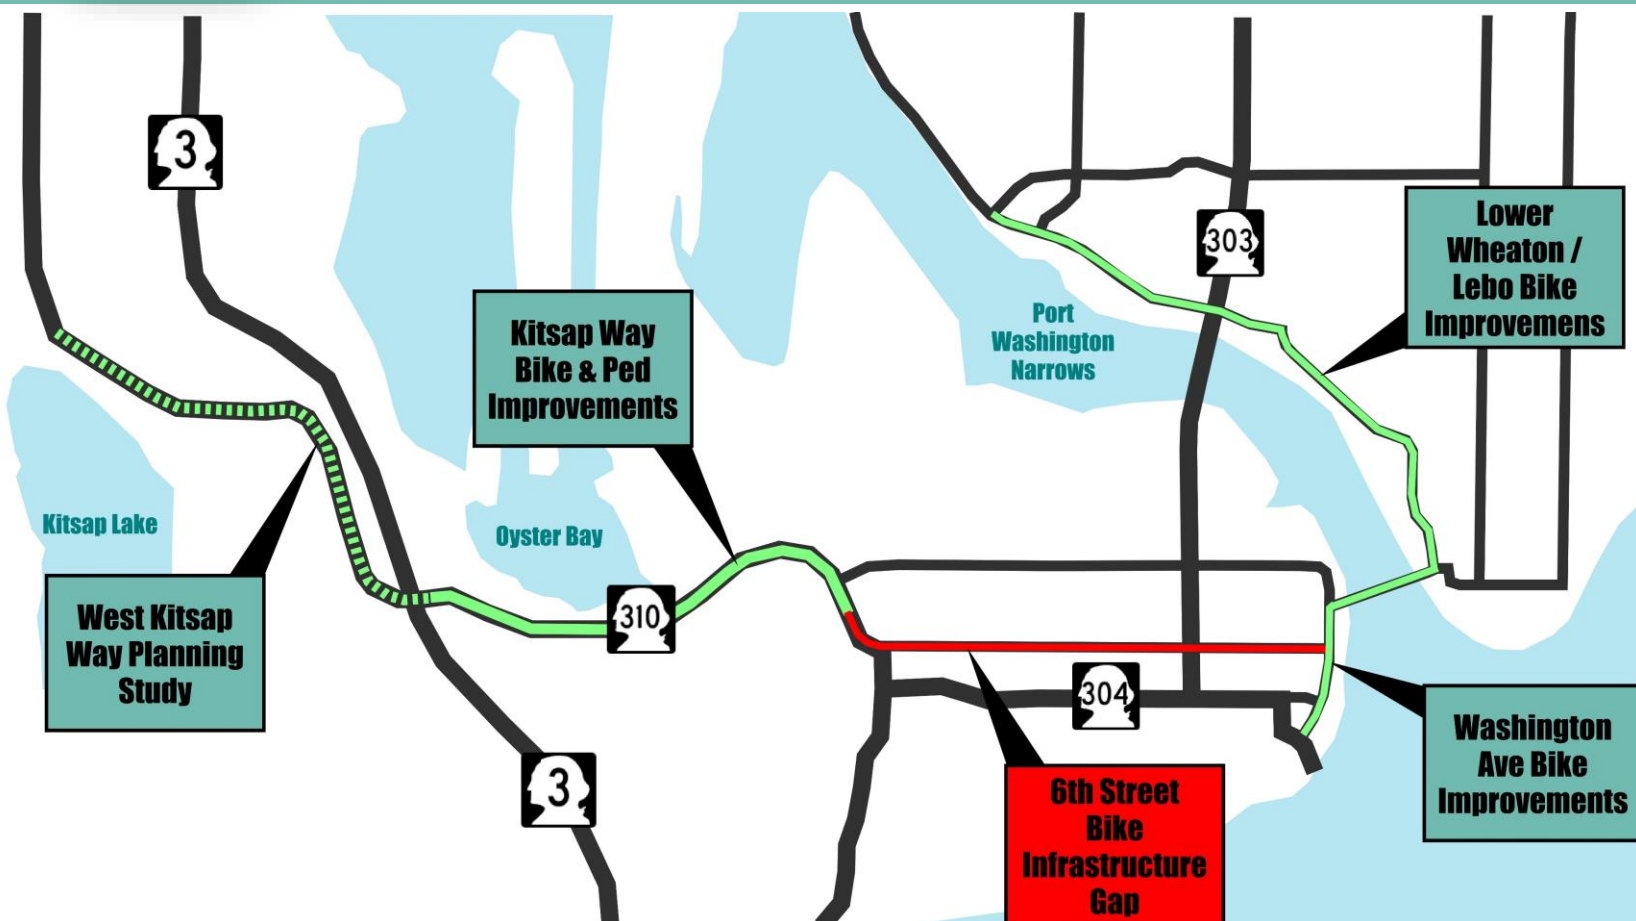 3
303
Lower
Wheaton /
Lebo Bike
Improvemens
Kitsap Way
Bike & Ped
Improvements
Port
Washington
Narrows
Kitsap Lake
Oyster Bay
West Kitsap
Way Planning
Study
310
304
Washington
Ave Bike
Improvements
3
6th Street
Bike
Infrastructure
Gap